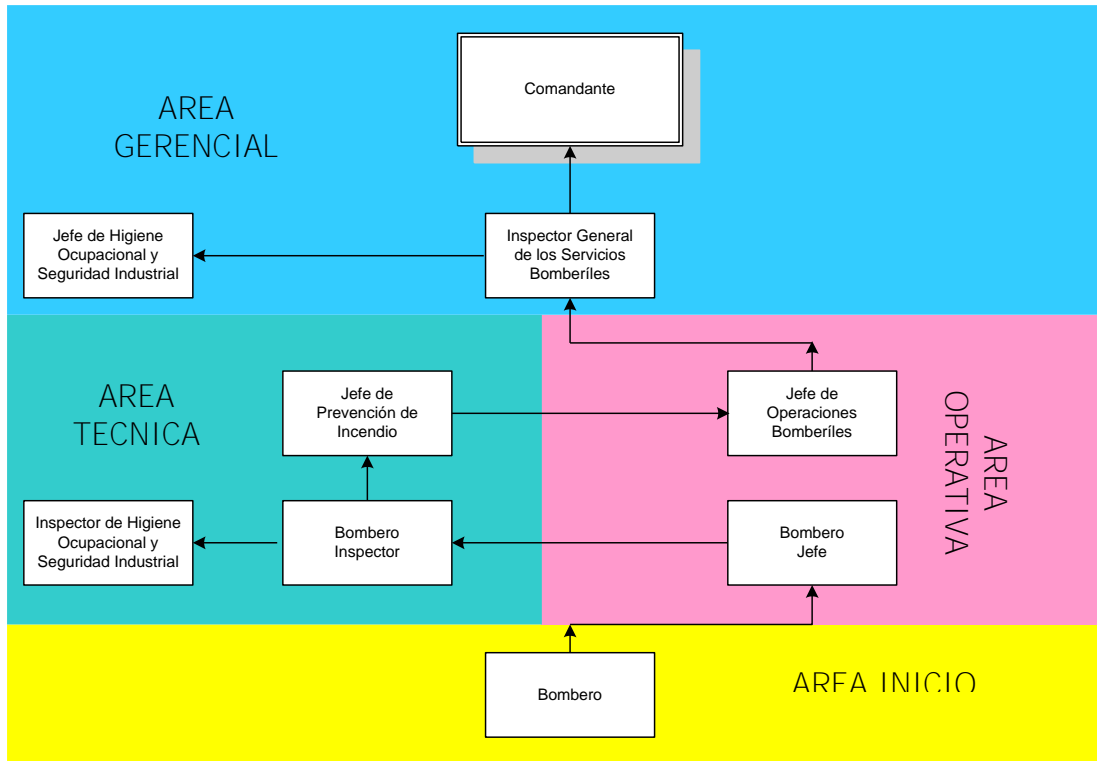 Comandante
AREA
GERENCIAL
Jefe de Higiene
Ocupacional y
Seguridad Industrial
Inspector General
de los Servicios
Bomberíles
AREA
TECNICA
Jefe de
Prevención de
Incendio
Jefe de
Operaciones
Bomberíles
AREA
OPERATIVA
Inspector de Higiene
Ocupacional y
Seguridad Industrial
Bombero
Inspector
Bombero
Jefe
Bombero
AREA INICIO